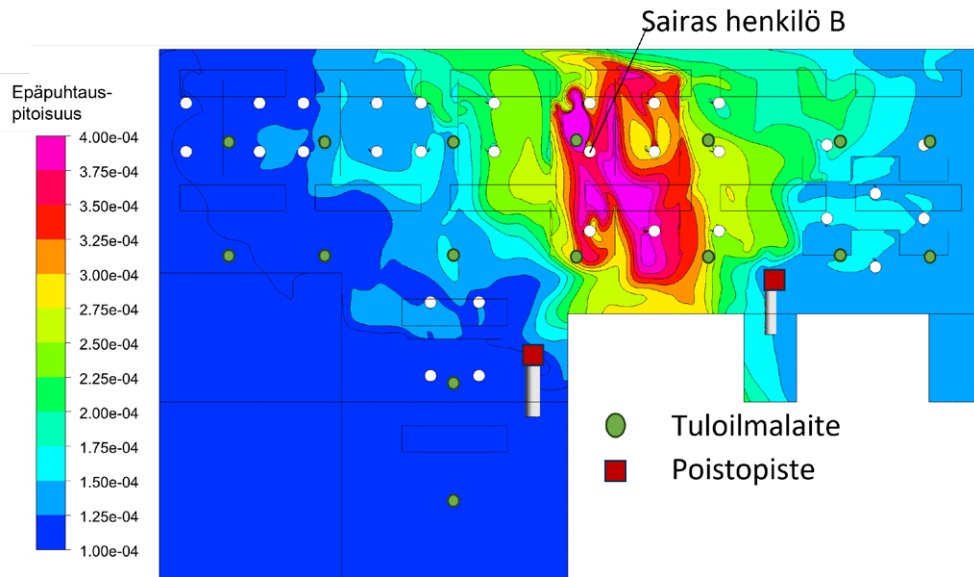 Sairas henkilö B
Epäpuhtaus-
pitoisuus
4.00e-04
3.75e-04
3.50e-04
3.25e-04
3.00e-04
2.75e-04
2.50e-04
2.25e-04
2.00e-04
1.75e-04
1.50e-04
1.25e-04
1.00e-04
Tuloilmalaite
Poistopiste